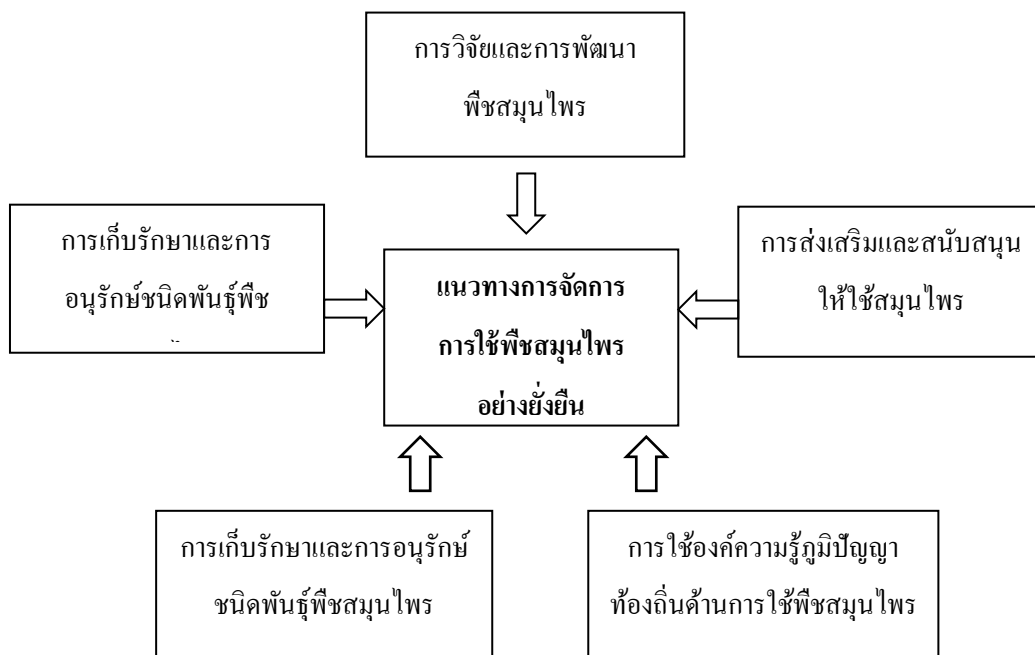 การวิจัยและการพัฒนา
พืชสมุนไพร
การเก็บรักษาและการ
อนุรักษ์ชนิดพันธุ์พืช
แนวทางการจัดการ
การใช้พืชสมุนไพร
อย่างยั่งยืน
การส่งเสริมและสนับสนุน
ให้ใช้สมุนไพร
การเก็บรักษาและการอนุรักษ์
ชนิดพันธุ์พืชสมุนไพร
การใช้องค์ความรู้ภูมิปัญญา
ท้องถิ่นด้านการใช้พืชสมุนไพร